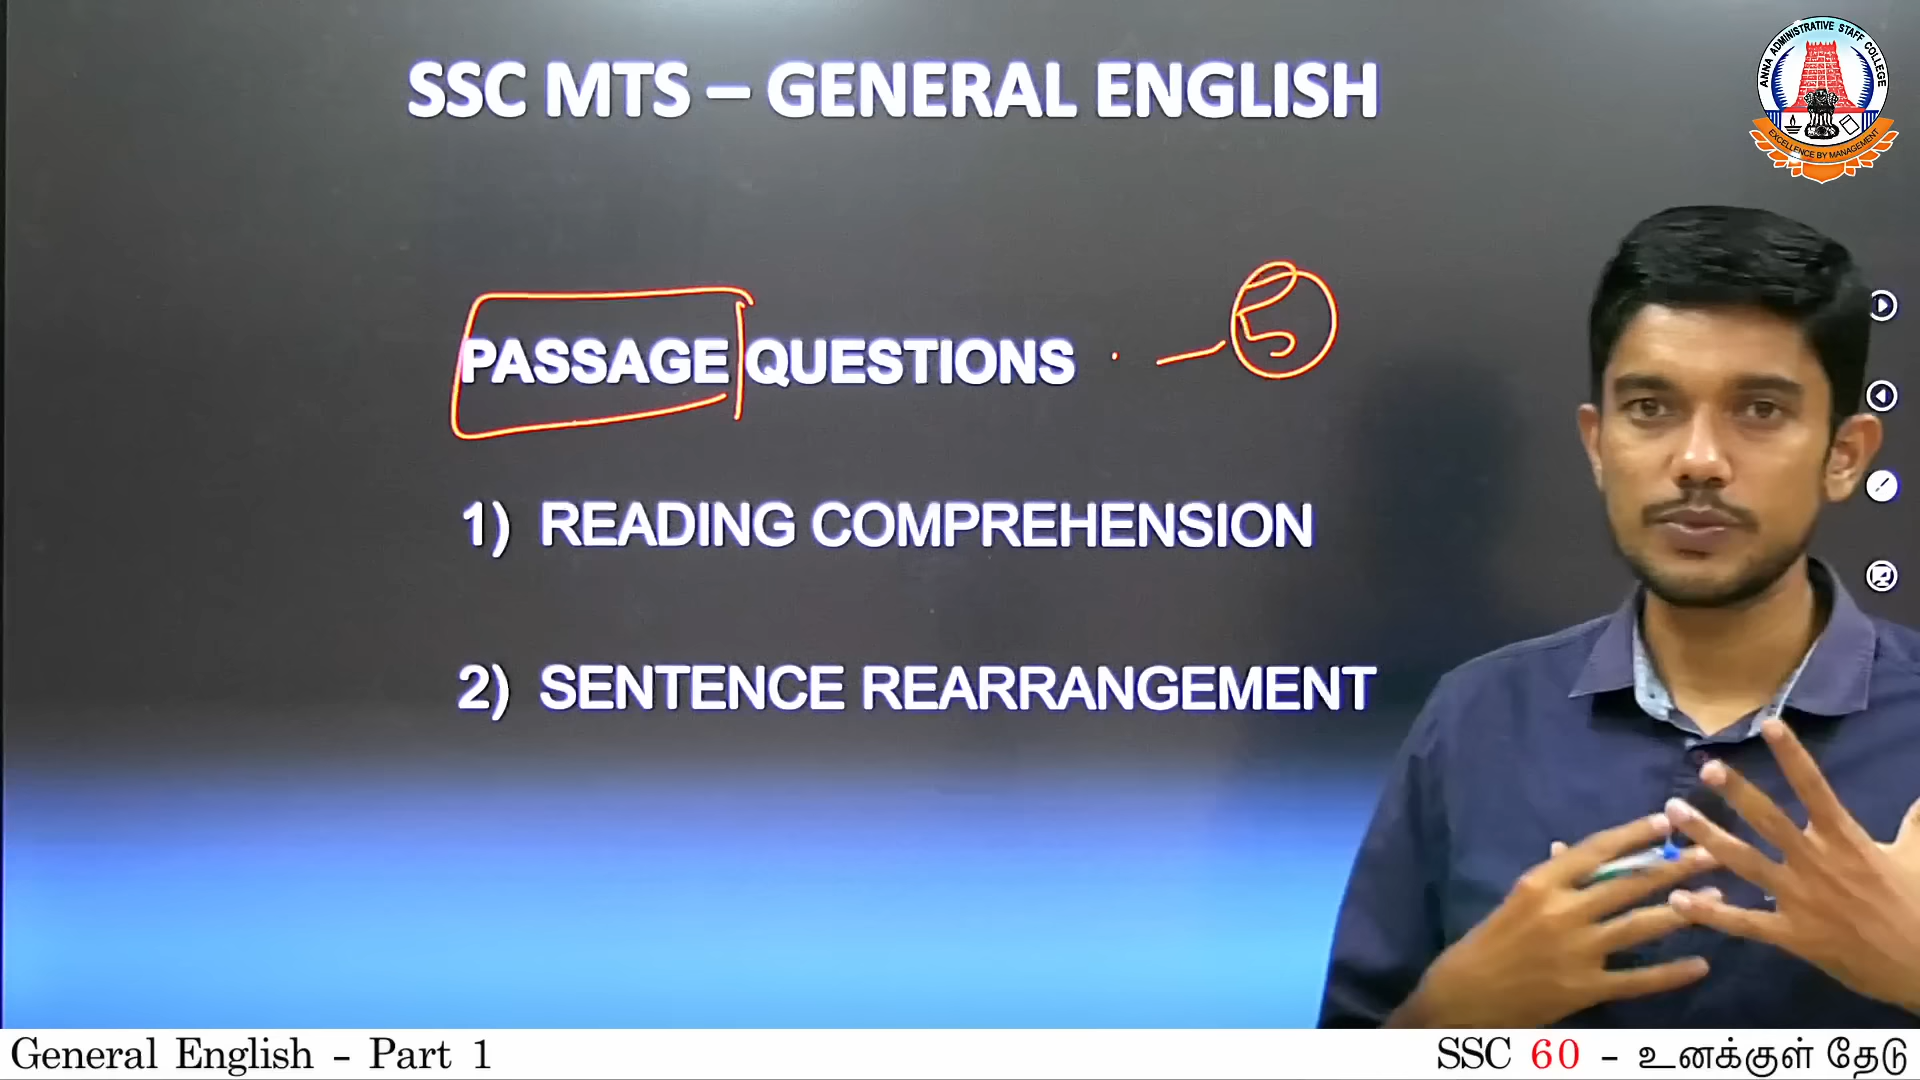 SSC MTS – GENERAL ENGLISH
ANNA ADMINISTRATIVE STAFF COLLEGE
EXCELLENCE BY MANAGEMENT
PASSAGE QUESTIONS - 5
1) READING COMPREHENSION
2) SENTENCE REARRANGEMENT
General English - Part 1
SSC 60 - உனக்குள் தேடு